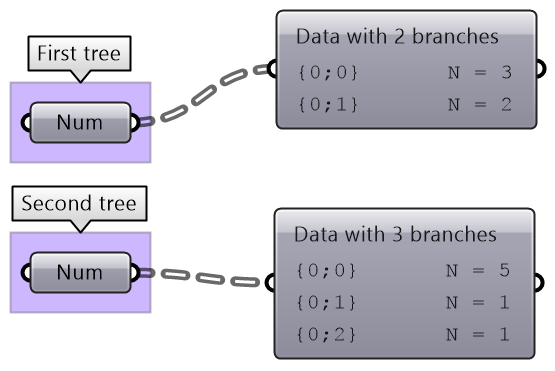 First tree
Num
Data with 2 branches
{0;0} N = 3
{0;1} N = 2
Second tree
Num
Data with 3 branches
{0;0} N = 5
{0;1} N = 1
{0;2} N = 1